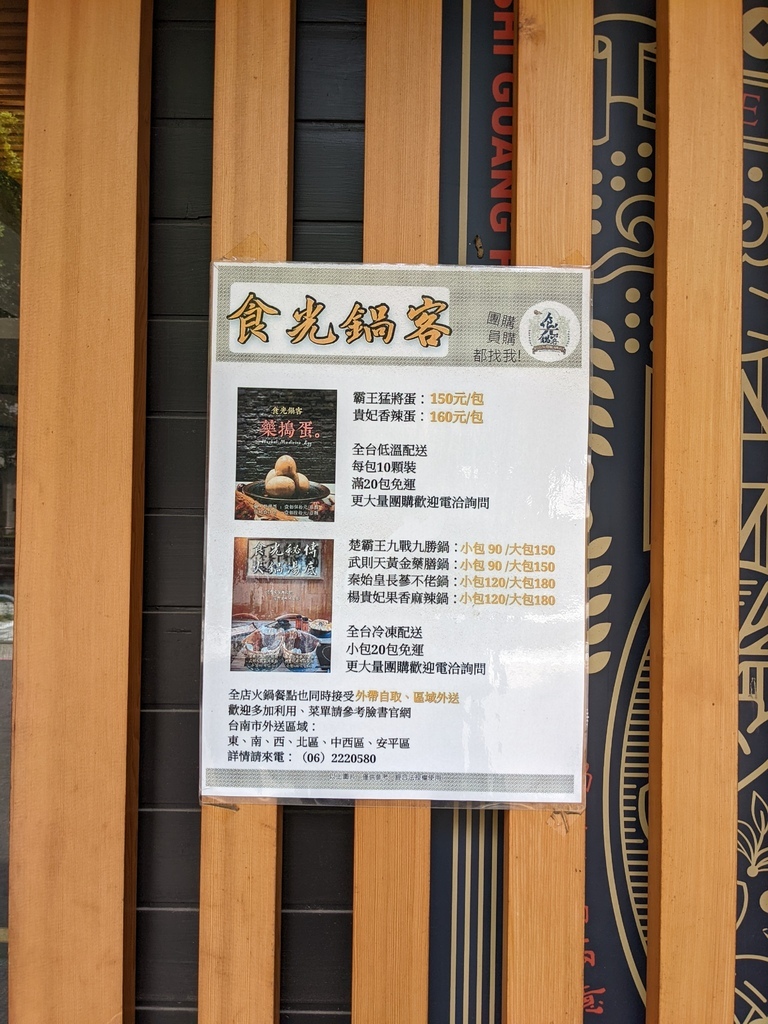 SHI GUANG
E
食光鍋客
團購
員購
都找我!
食光鍋客
藥搗蛋。
Herbal Medicine Egg
霸王猛將蛋：150元/包
貴妃香辣蛋：160元/包
全台低溫配送
每包10顆裝
滿20包免運
更大量團購歡迎電洽詢問
楚霸王九戰九勝鍋：小包 90 /大包150
武則天黃金藥膳鍋：小包 90 /大包150
秦始皇長蔘不佬鍋：小包120/大包180
楊貴妃果香麻辣鍋：小包120/大包180
全台冷凍配送
小包20包免運
更大量團購歡迎電洽詢問
全店火鍋餐點也同時接受外帶自取、區域外送
歡迎多加利用、菜單請參考臉書官網
台南市外送區域：
東、南、西、北區、中西區、安平區
詳情請來電：（06）2220580